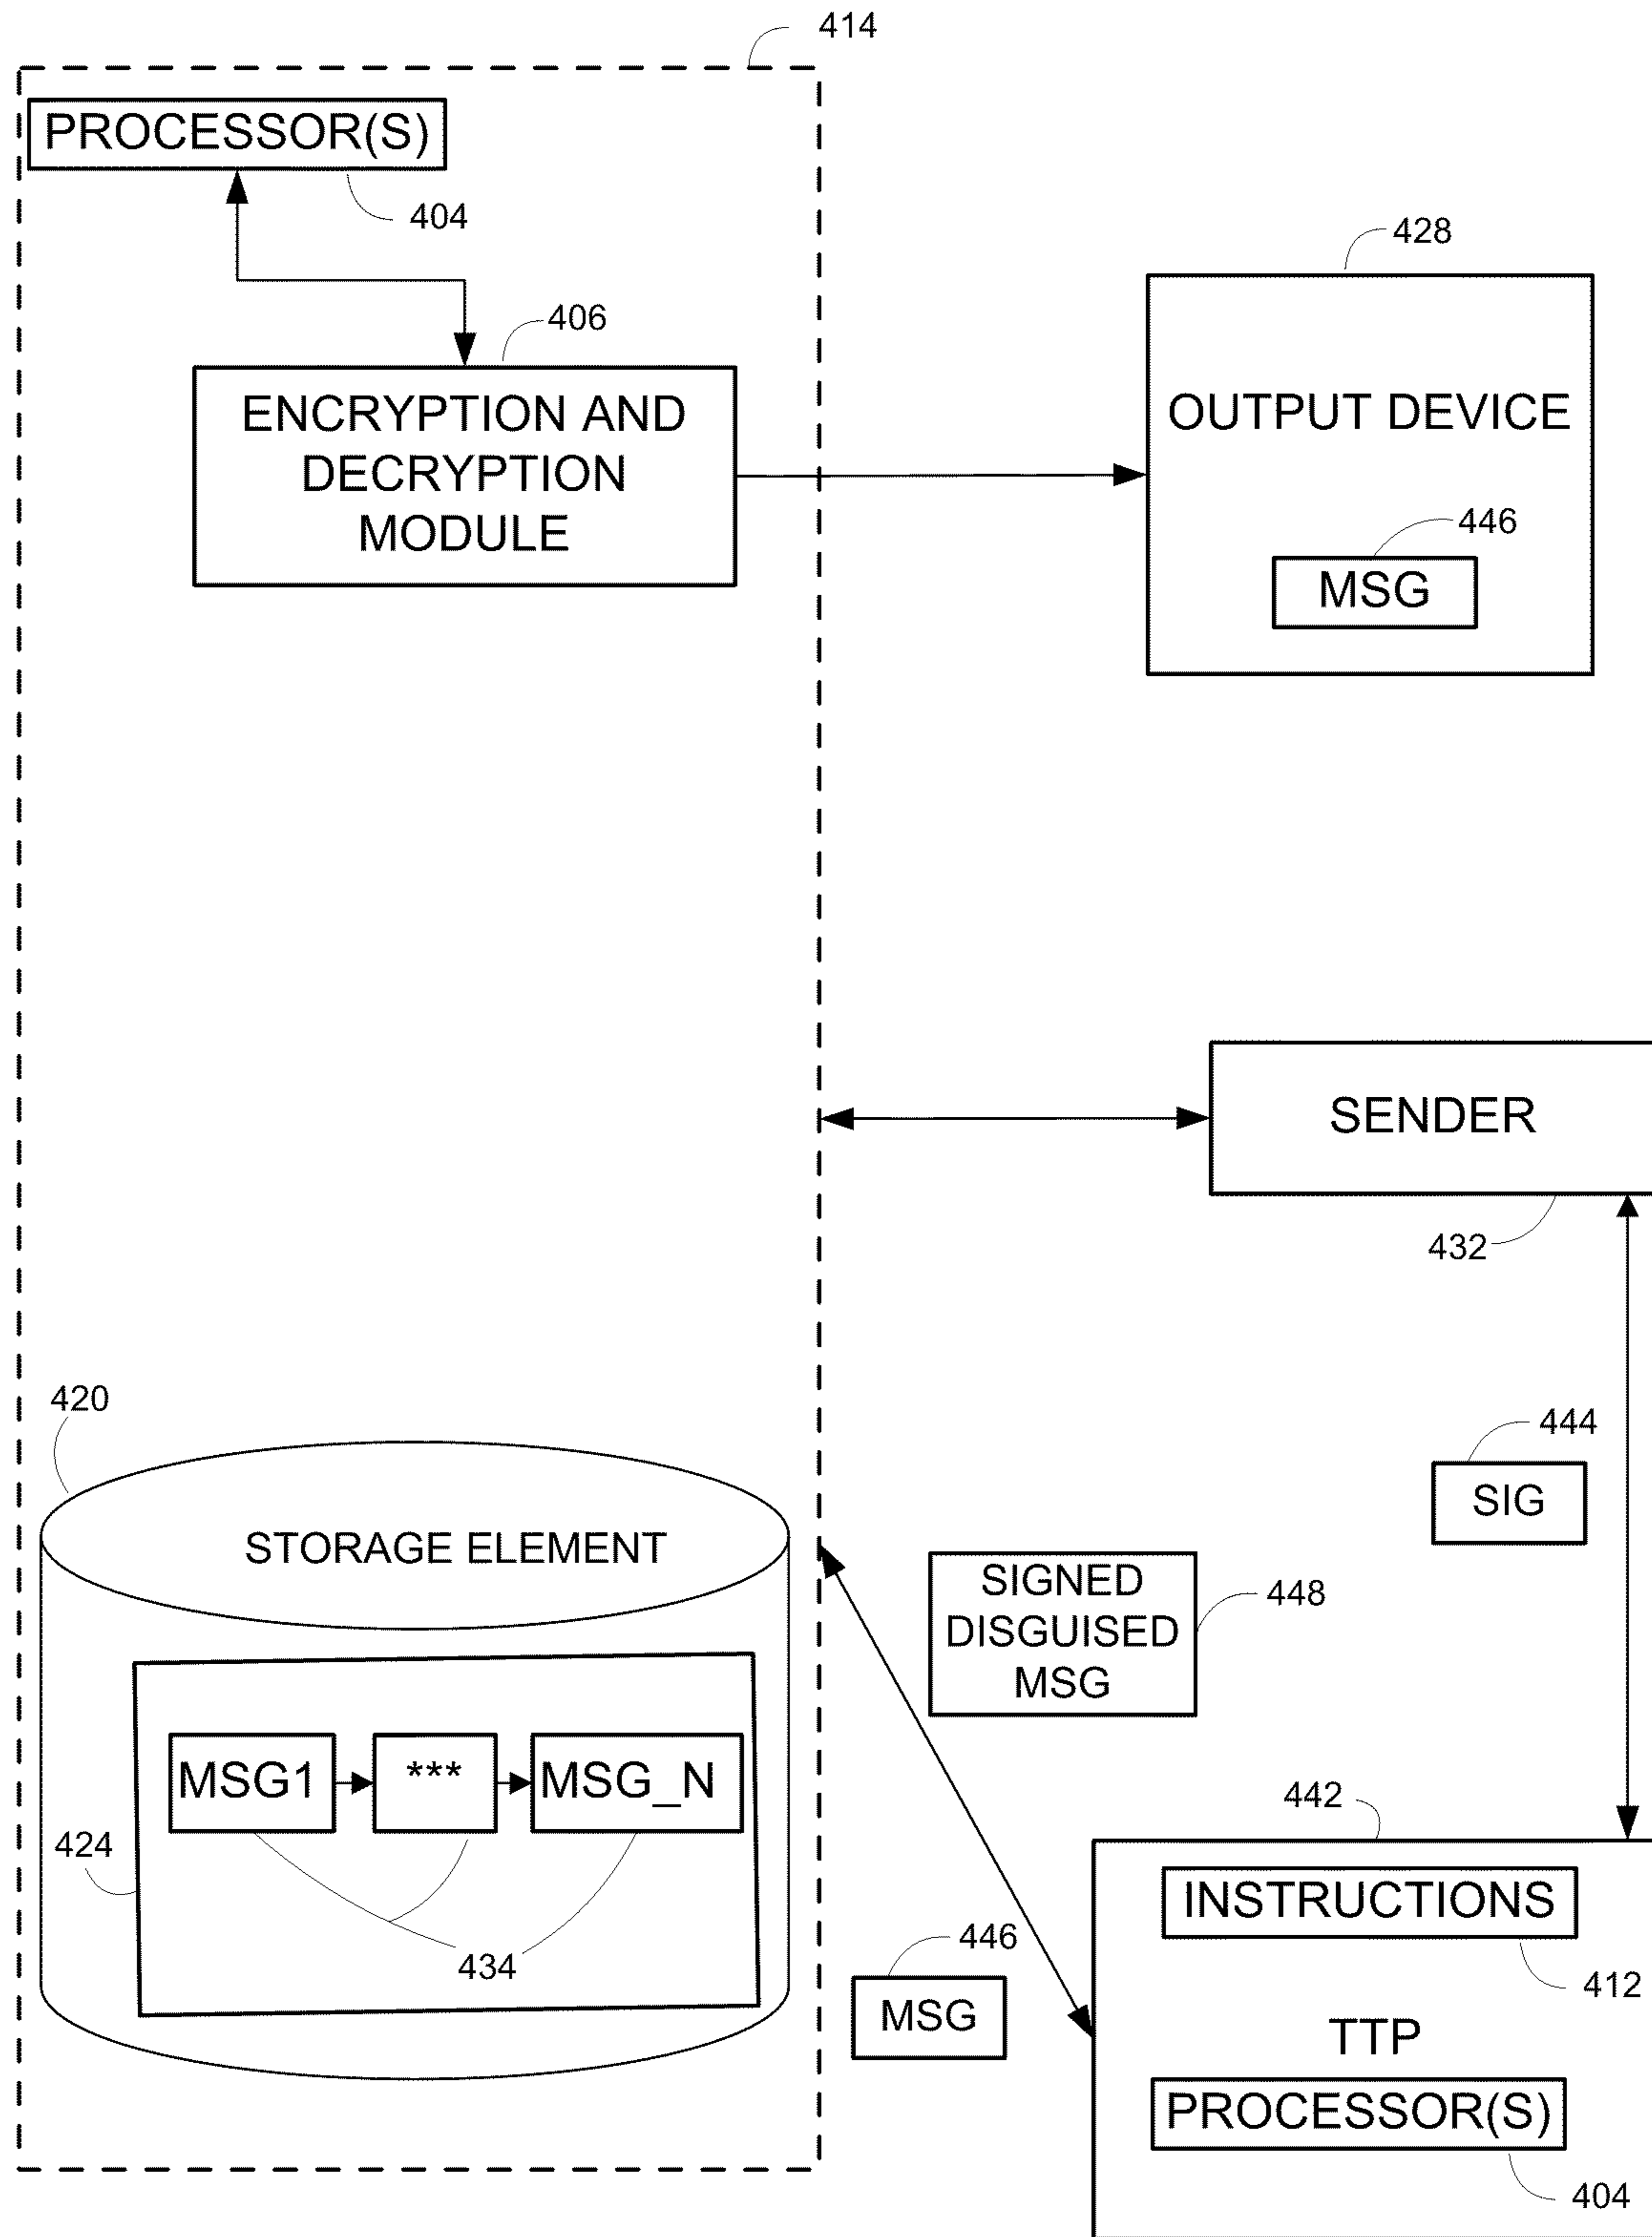 414
PROCESSOR(S)
404
428
406
ENCRYPTION AND
DECRYPTION
MODULE
OUTPUT DEVICE
446
MSG
SENDER
432
420
STORAGE ELEMENT
444
SIG
SIGNED
DISGUISED
MSG
448
MSG1
***
MSG_N
424
434
446
MSG
442
INSTRUCTIONS
412
TTP
PROCESSOR(S)
404